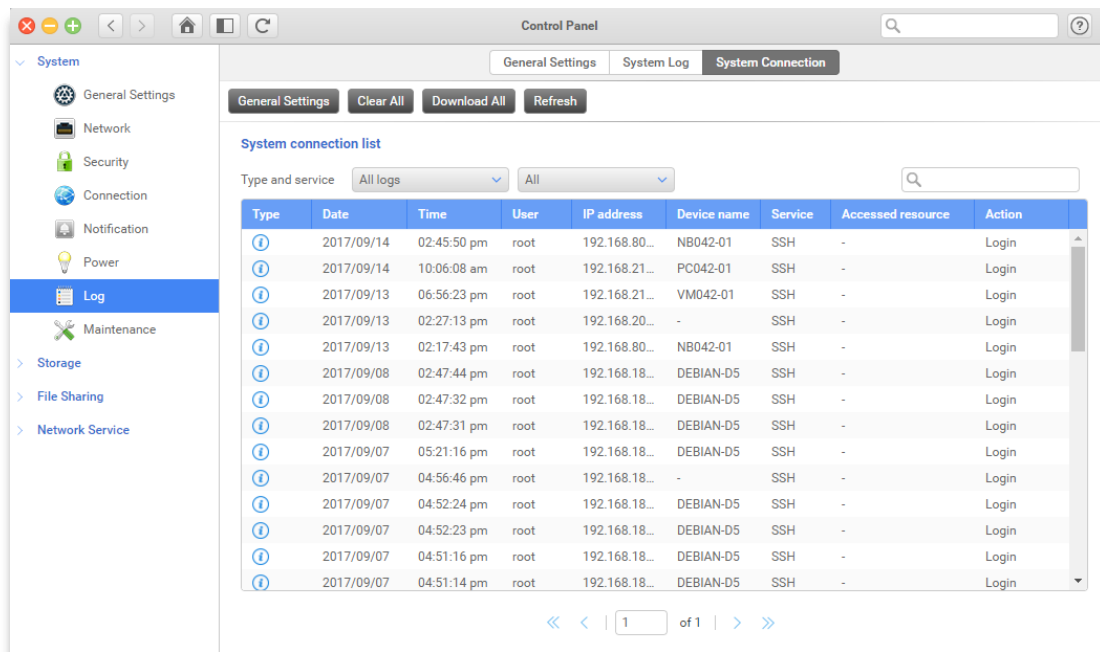 Control Panel
?
System
General Settings
Network
Security
Connection
Notification
Power
Log
Maintenance
Storage
File Sharing
Network Service
General Settings System Log System Connection
General Settings Clear All Download All Refresh
System connection list
Type and service All logs All
Type Date Time User IP address Device name Service Accessed resource Action
i 2017/09/14 02:45:50 pm root 192.168.80... NB042-01 SSH - Login
i 2017/09/14 10:06:08 am root 192.168.21... PC042-01 SSH - Login
i 2017/09/13 06:56:23 pm root 192.168.21... VM042-01 SSH - Login
i 2017/09/13 02:27:13 pm root 192.168.20... - SSH - Login
i 2017/09/13 02:17:43 pm root 192.168.80... NB042-01 SSH - Login
i 2017/09/08 02:47:44 pm root 192.168.18... DEBIAN-D5 SSH - Login
i 2017/09/08 02:47:32 pm root 192.168.18... DEBIAN-D5 SSH - Login
i 2017/09/08 02:47:31 pm root 192.168.18... DEBIAN-D5 SSH - Login
i 2017/09/07 05:21:16 pm root 192.168.18... DEBIAN-D5 SSH - Login
i 2017/09/07 04:56:46 pm root 192.168.18... - SSH - Login
i 2017/09/07 04:52:24 pm root 192.168.18... DEBIAN-D5 SSH - Login
i 2017/09/07 04:52:23 pm root 192.168.18... DEBIAN-D5 SSH - Login
i 2017/09/07 04:51:16 pm root 192.168.18... DEBIAN-D5 SSH - Login
i 2017/09/07 04:51:14 pm root 192.168.18... DEBIAN-D5 SSH - Login
1 of 1